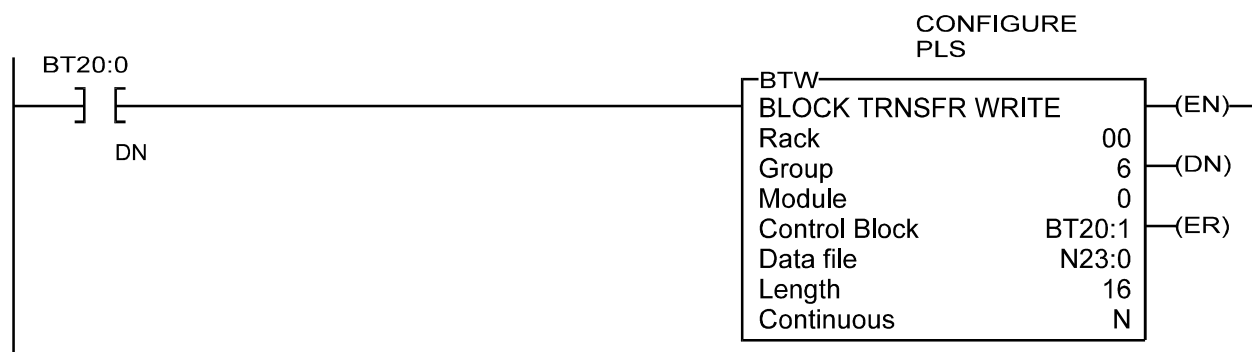 CONFIGURE
PLS
BT20:0
DN
BTW
BLOCK TRNSFR WRITE
Rack 00
Group 6
Module 0
Control Block BT20:1
Data file N23:0
Length 16
Continuous N
(EN)
(DN)
(ER)